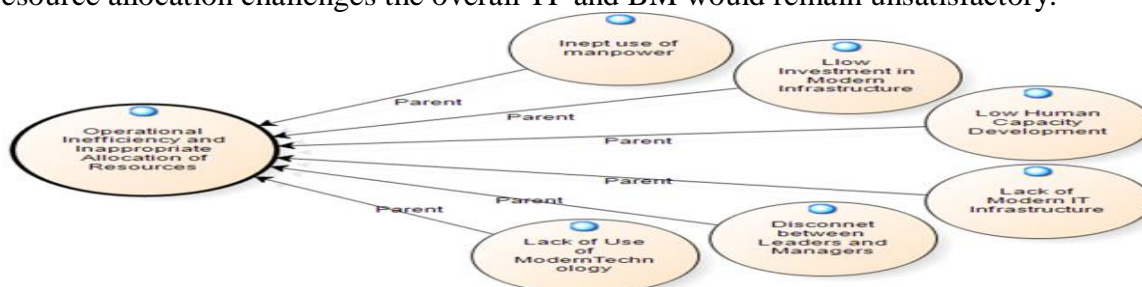 esource allocation challenges the overall TP and BM would remain unsatisfactory.
Inept use of
manpower
Llow
Investment in
Modern
Infrastructure
Parent
Parent
Low Human
Capacity
Development
Operational
Inefficiency and
Inappropriate
Allocation of
Resources
Parent
Parent
Lack of
Modern IT
Infrastructure
Parent
Parent
Disconnet
between
Leaders and
Managers
Lack of Use
of
ModernTechn
ology